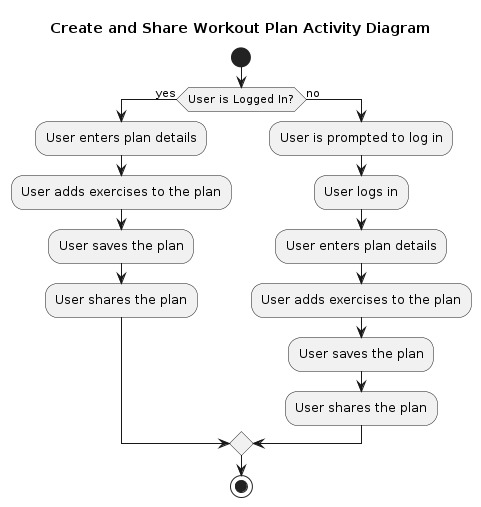 Create and Share Workout Plan Activity Diagram
User is Logged In?
yes
no
User enters plan details
User adds exercises to the plan
User saves the plan
User shares the plan
User is prompted to log in
User logs in
User enters plan details
User adds exercises to the plan
User saves the plan
User shares the plan